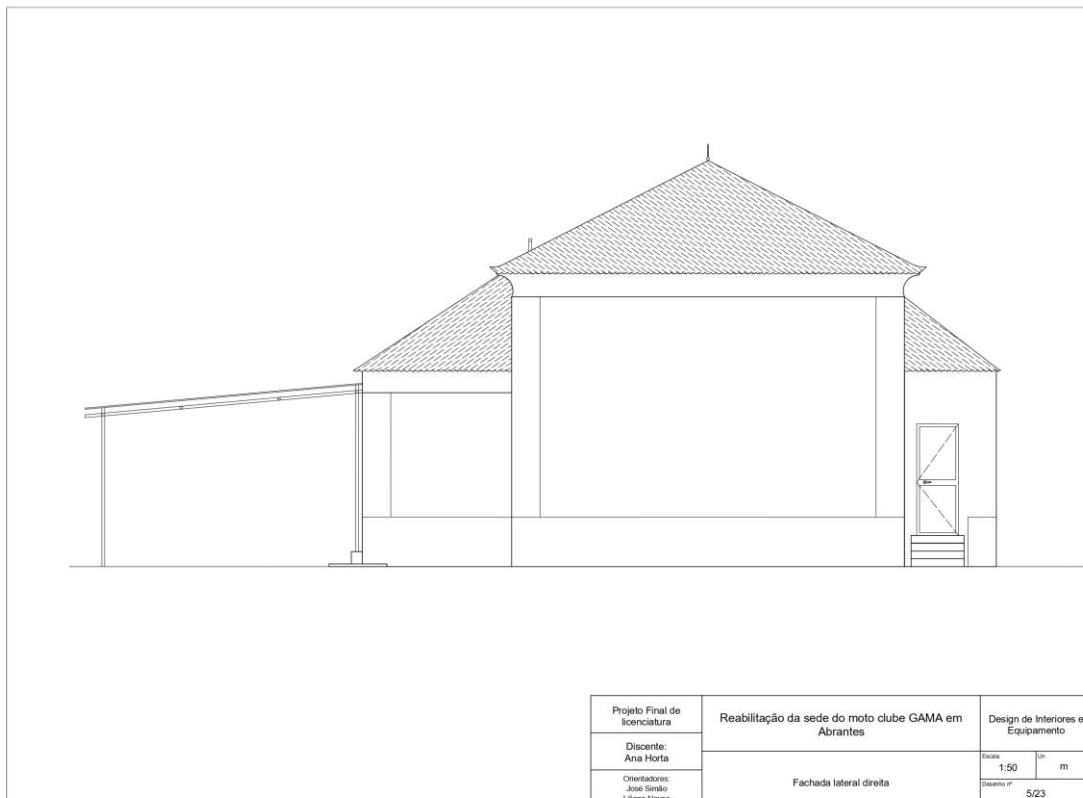 Projeto Final de
licenciatura
Reabilitação da sede do moto clube GAMA em
Abrantes
Design de Interiores e
Equipamento
Discente:
Ana Horta
Escala
1:50
Un
m
Orientadores:
José Simão
Fachada lateral direita
Desenho nº
5/23